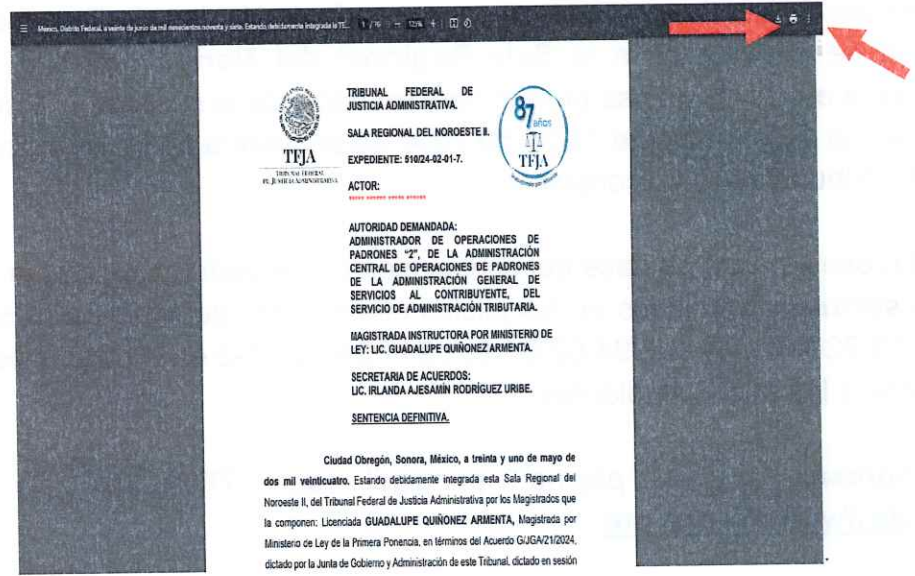 México, Distrito Federal, a veinte de junio de mil novecientos noventa y siete. Estando debidamente integrada la TE... 1 / 16 — 125% +
TRIBUNAL FEDERAL DE
JUSTICIA ADMINISTRATIVA.
SALA REGIONAL DEL NOROESTE II.
EXPEDIENTE: 510/24-02-01-7.
ACTOR:
***** ****** ***** ******
TFJA
TRIBUNAL FEDERAL
DE JUSTICIA ADMINISTRATIVA
87
años
TFJA
AUTORIDAD DEMANDADA:
ADMINISTRADOR DE OPERACIONES DE
PADRONES "2", DE LA ADMINISTRACIÓN
CENTRAL DE OPERACIONES DE PADRONES
DE LA ADMINISTRACIÓN GENERAL DE
SERVICIOS AL CONTRIBUYENTE, DEL
SERVICIO DE ADMINISTRACIÓN TRIBUTARIA.
MAGISTRADA INSTRUCTORA POR MINISTERIO DE
LEY: LIC. GUADALUPE QUIÑONEZ ARMENTA.
SECRETARIA DE ACUERDOS:
LIC. IRLANDA AJESAMÍN RODRÍGUEZ URIBE.
SENTENCIA DEFINITIVA.
Ciudad Obregón, Sonora, México, a treinta y uno de mayo de
dos mil veinticuatro. Estando debidamente integrada esta Sala Regional del
Noroeste II, del Tribunal Federal de Justicia Administrativa por los Magistrados que
la componen: Licenciada GUADALUPE QUIÑONEZ ARMENTA, Magistrada por
Ministerio de Ley de la Primera Ponencia, en términos del Acuerdo G/JGA/21/2024,
dictado por la Junta de Gobierno y Administración de este Tribunal, dictado en sesión